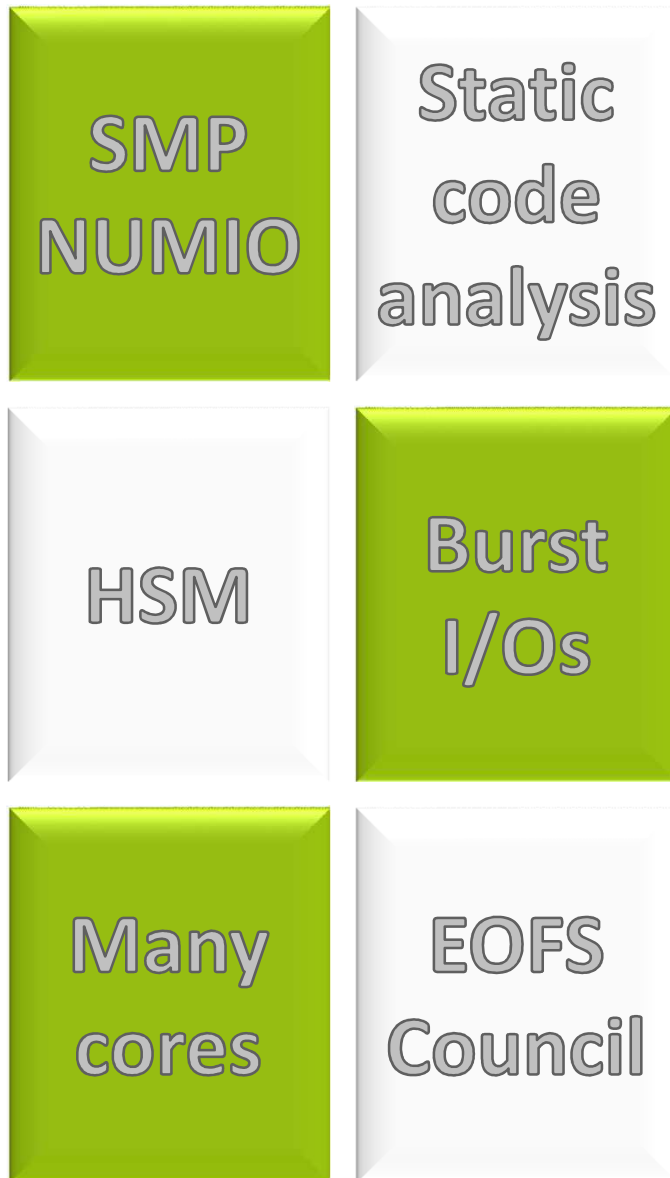 SMP
NUMIO
Static
code
analysis
HSM
Burst
I/Os
Many
cores
EOFS
Council